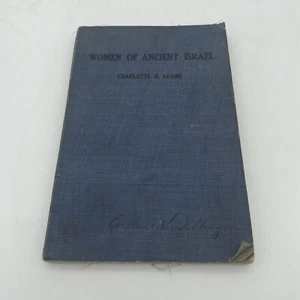 WOMEN OF ANCIENT ISRAEL
CHARLOTTE H. ADAMS